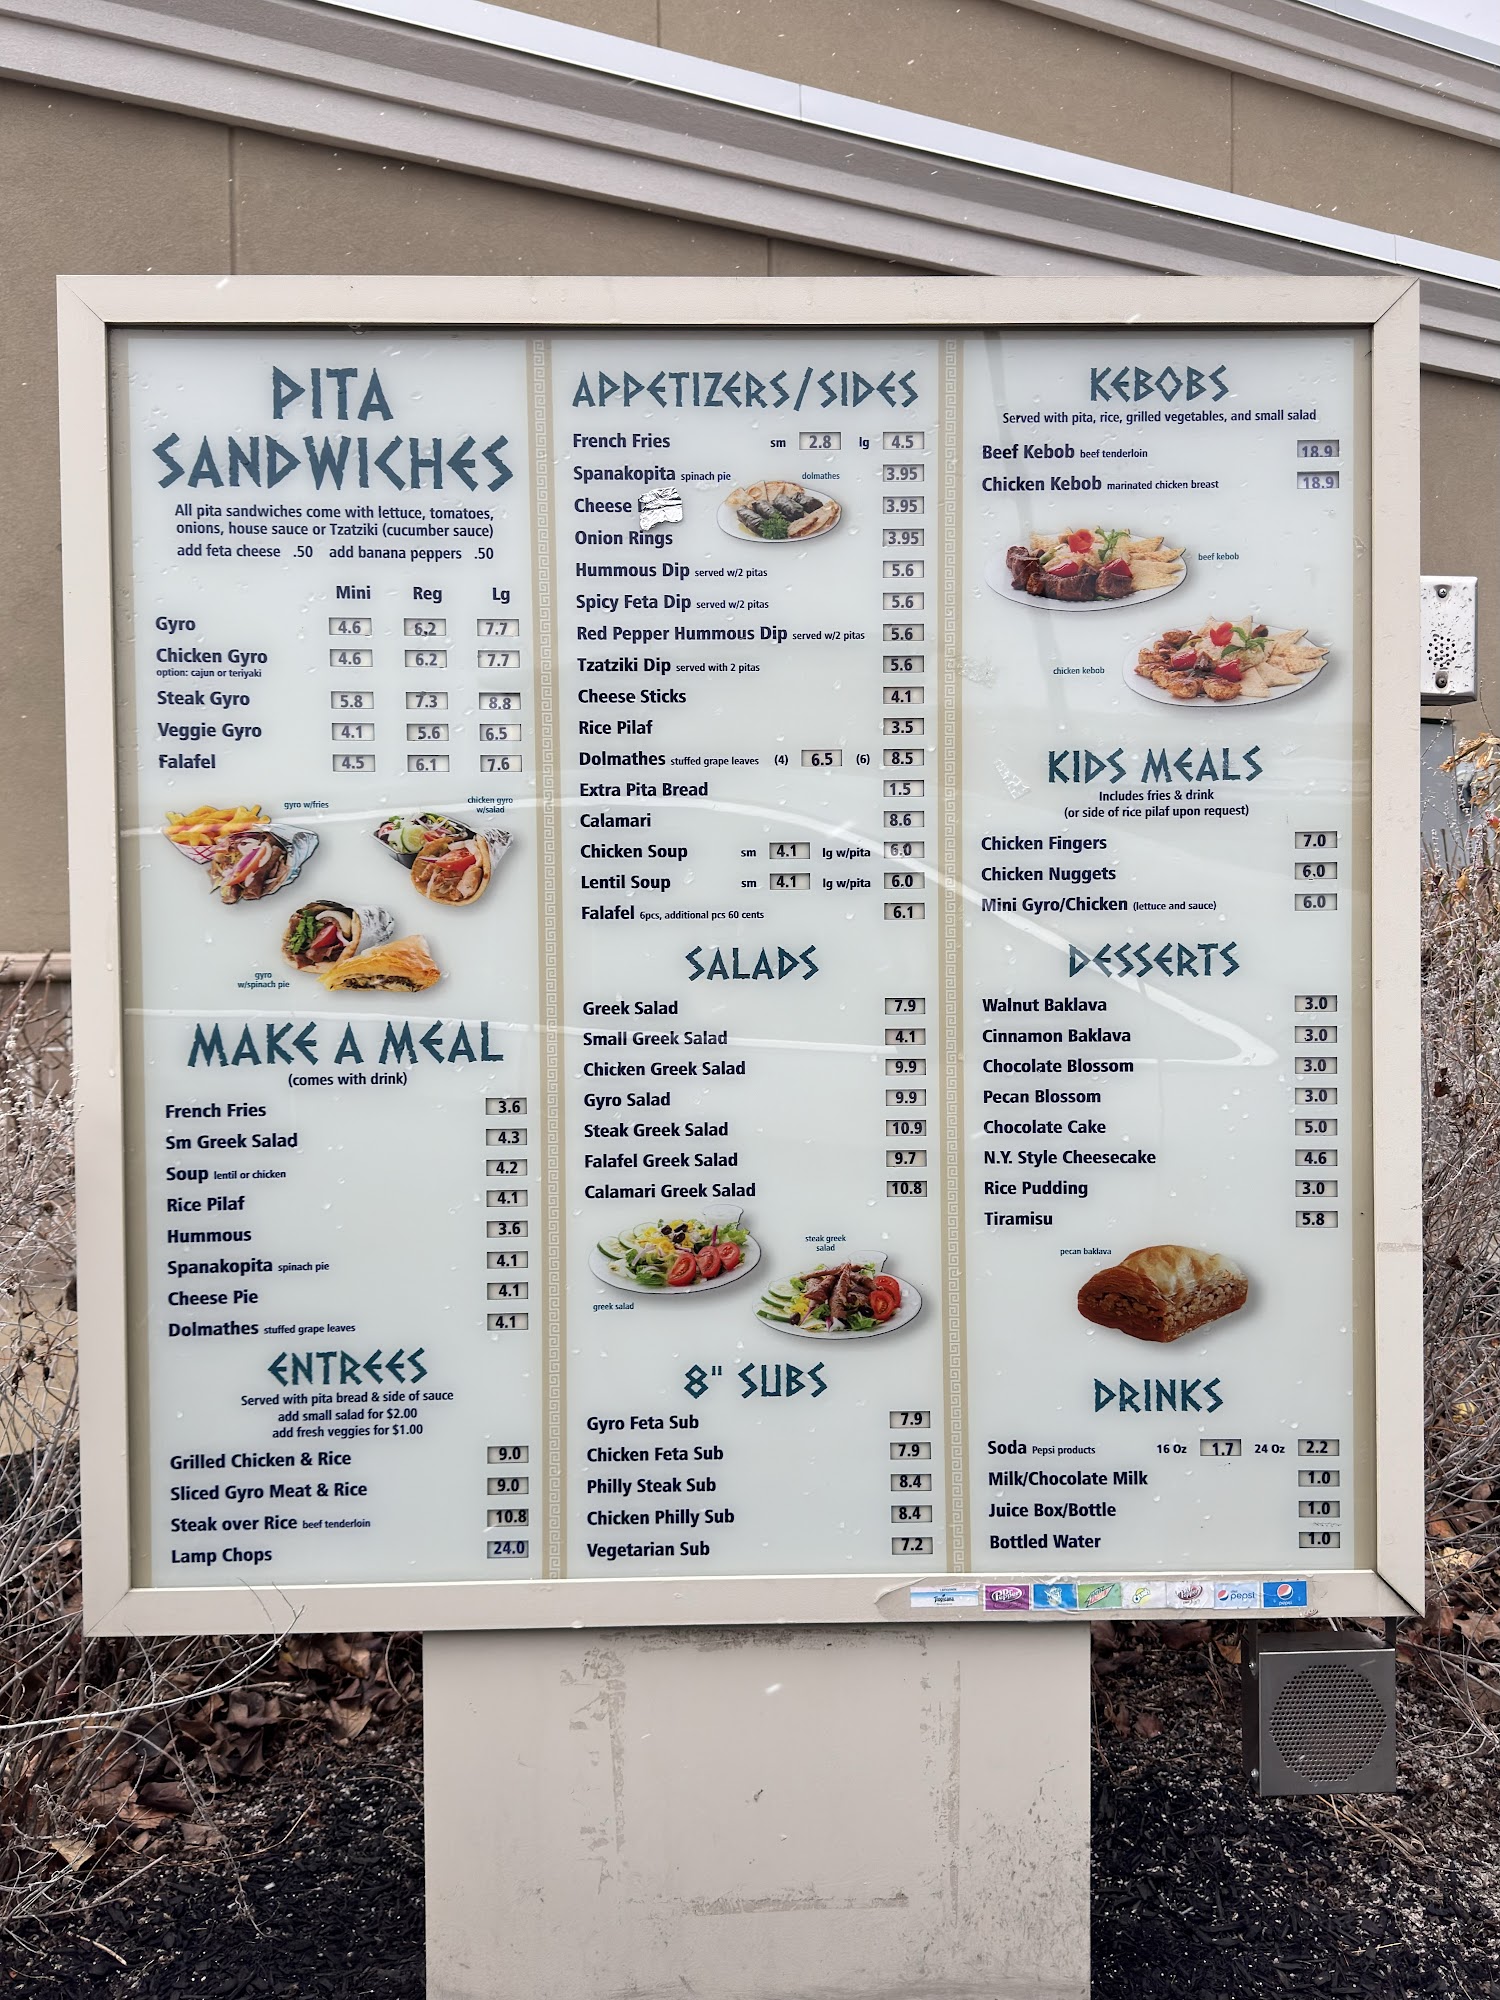 PITA
SANDWICHES
All pita sandwiches come with lettuce, tomatoes,
onions, house sauce or Tzatziki (cucumber sauce)
add feta cheese .50 add banana peppers .50
Mini Reg Lg
Gyro 4.6 6.2 7.7
Chicken Gyro 4.6 6.2 7.7
option: cajun or teriyaki
Steak Gyro 5.8 7.3 8.8
Veggie Gyro 4.1 5.6 6.5
Falafel 4.5 6.1 7.6
gyro w/fries
chicken gyro
w/salad
gyro
w/spinach pie
MAKE A MEAL
(comes with drink)
French Fries 3.6
Sm Greek Salad 4.3
Soup lentil or chicken 4.2
Rice Pilaf 4.1
Hummous 3.6
Spanakopita spinach pie 4.1
Cheese Pie 4.1
Dolmathes stuffed grape leaves 4.1
ENTREES
Served with pita bread & side of sauce
add small salad for $2.00
add fresh veggies for $1.00
Grilled Chicken & Rice 9.0
Sliced Gyro Meat & Rice 9.0
Steak over Rice beef tenderloin 10.8
Lamp Chops 24.0
APPETIZERS/SIDES
French Fries sm 2.8 lg 4.5
Spanakopita spinach pie 3.95
dolmathes
Cheese 3.95
Onion Rings 3.95
Hummous Dip served w/2 pitas 5.6
Spicy Feta Dip served w/2 pitas 5.6
Red Pepper Hummous Dip served w/2 pitas 5.6
Tzatziki Dip served with 2 pitas 5.6
Cheese Sticks 4.1
Rice Pilaf 3.5
Dolmathes stuffed grape leaves (4) 6.5 (6) 8.5
Extra Pita Bread 1.5
Calamari 8.6
Chicken Soup sm 4.1 lg w/pita 6.0
Lentil Soup sm 4.1 lg w/pita 6.0
Falafel 6pcs, additional pcs 60 cents 6.1
SALADS
Greek Salad 7.9
Small Greek Salad 4.1
Chicken Greek Salad 9.9
Gyro Salad 9.9
Steak Greek Salad 10.9
Falafel Greek Salad 9.7
Calamari Greek Salad 10.8
steak greek
salad
greek salad
8" SUBS
Gyro Feta Sub 7.9
Chicken Feta Sub 7.9
Philly Steak Sub 8.4
Chicken Philly Sub 8.4
Vegetarian Sub 7.2
KEBOBS
Served with pita, rice, grilled vegetables, and small salad
Beef Kebob beef tenderloin 18.9
Chicken Kebob marinated chicken breast 18.9
beef kebob
chicken kebob
KIDS MEALS
Includes fries & drink
(or side of rice pilaf upon request)
Chicken Fingers 7.0
Chicken Nuggets 6.0
Mini Gyro/Chicken (lettuce and sauce) 6.0
DESSERTS
Walnut Baklava 3.0
Cinnamon Baklava 3.0
Chocolate Blossom 3.0
Pecan Blossom 3.0
Chocolate Cake 5.0
N.Y. Style Cheesecake 4.6
Rice Pudding 3.0
Tiramisu 5.8
pecan baklava
DRINKS
Soda Pepsi products 16 Oz 1.7 24 Oz 2.2
Milk/Chocolate Milk 1.0
Juice Box/Bottle 1.0
Bottled Water 1.0
Tropicana
pepsi
pepsi